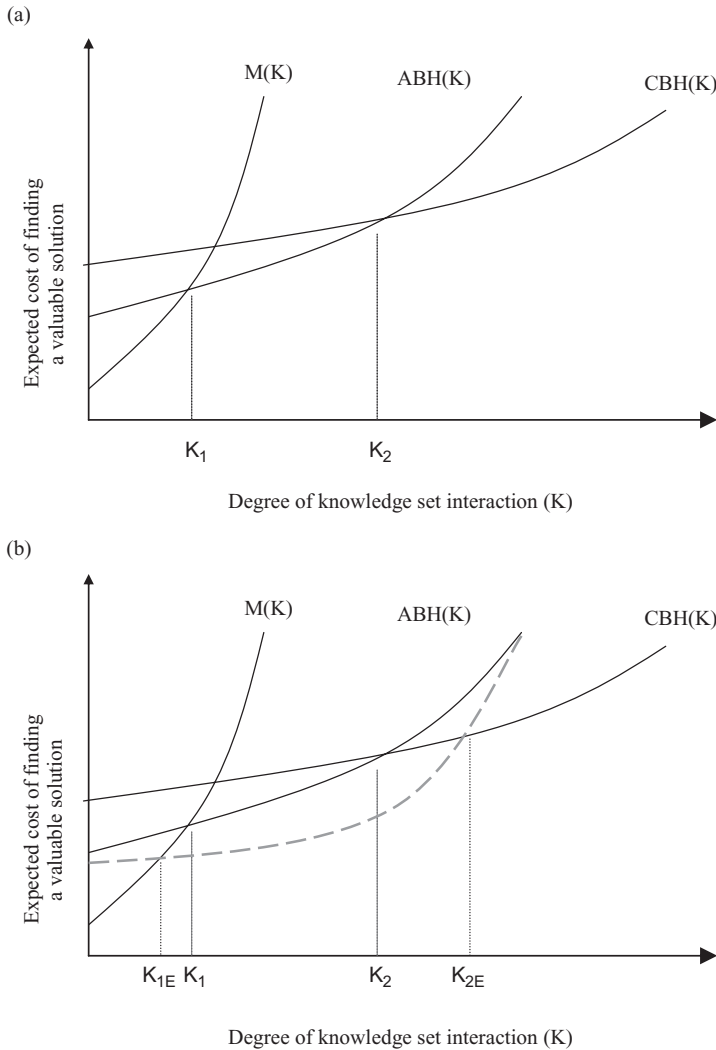 (a)
M(K)
ABH(K)
CBH(K)
Expected cost of finding
a valuable solution
K1
K2
Degree of knowledge set interaction (K)
(b)
M(K)
ABH(K)
CBH(K)
Expected cost of finding
a valuable solution
K1E
K1
K2
K2E
Degree of knowledge set interaction (K)